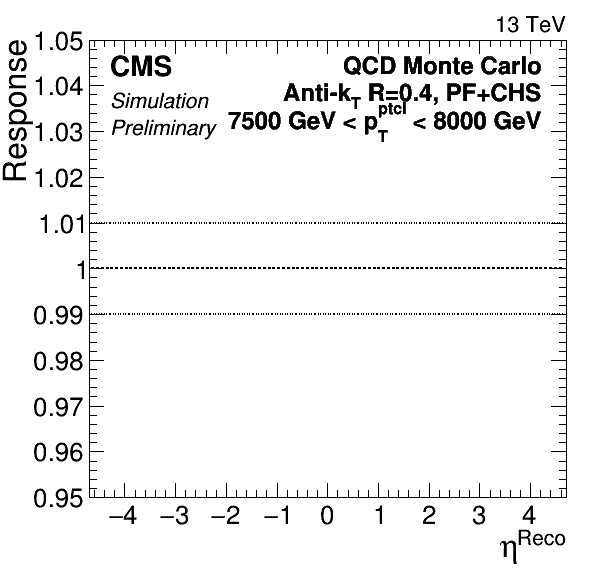 13 TeV
Response
CMS
Simulation
Preliminary
QCD Monte Carlo
Anti-kT R=0.4, PF+CHS
7500 GeV < pTptcl < 8000 GeV
1.05
1.04
1.03
1.02
1.01
1
0.99
0.98
0.97
0.96
0.95
−4 −3 −2 −1 0 1 2 3 4
ηReco